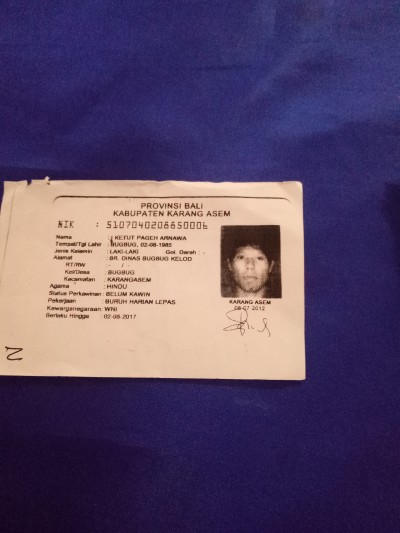 PROVINSI BALI
KABUPATEN KARANG ASEM
NIK : 5107040208850006
Nama : I KETUT PAGEH ARNAWA
Tempat/Tgl Lahir : BUGBUG, 02-08-1985
Jenis Kelamin : LAKI-LAKI Gol. Darah : -
Alamat : BR. DINAS BUGBUG KELOD
RT/RW : - / -
Kel/Desa : BUGBUG
Kecamatan : KARANGASEM
Agama : HINDU
Status Perkawinan : BELUM KAWIN
Pekerjaan : BURUH HARIAN LEPAS
Kewarganegaraan: WNI
Berlaku Hingga : 02-08-2017
KARANG ASEM
06-07-2012